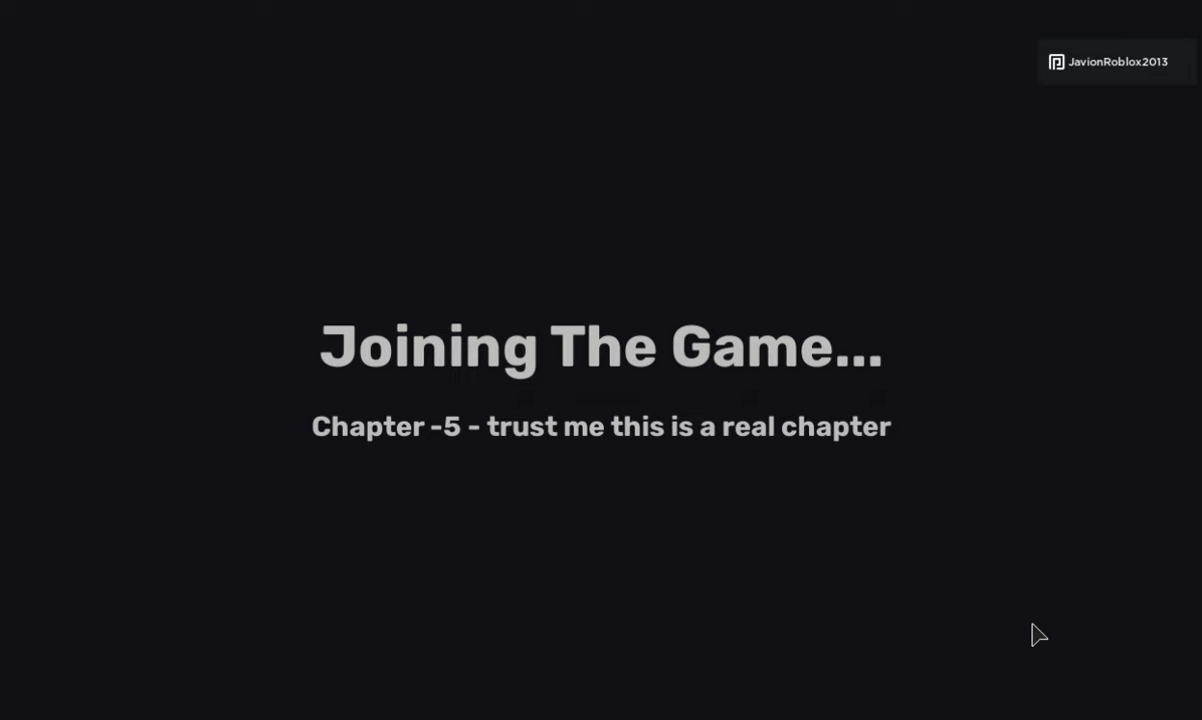 JavionRoblox2013
Joining The Game...
Chapter -5 - trust me this is a real chapter